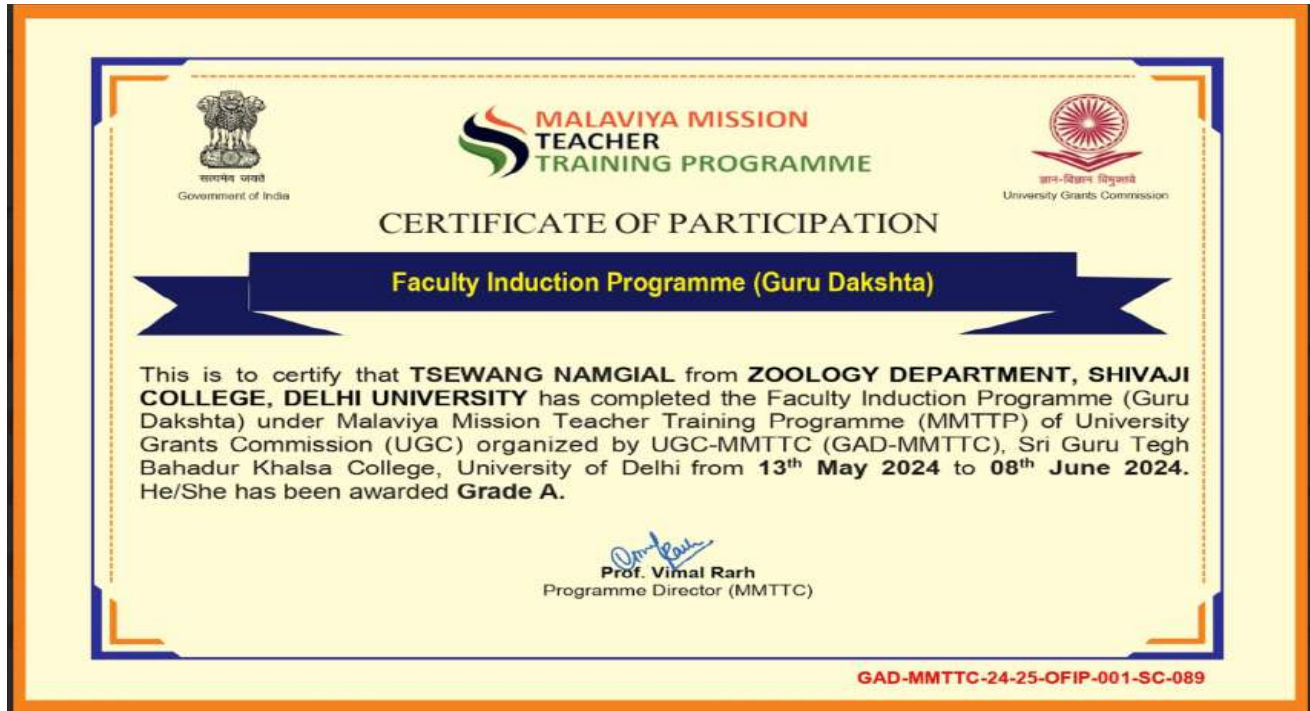 MALAVIYA MISSION
TEACHER
TRAINING PROGRAMME
सत्यमेव जयते
Government of India
ज्ञान-विज्ञान विमुक्तये
University Grants Commission
CERTIFICATE OF PARTICIPATION
Faculty Induction Programme (Guru Dakshta)
This is to certify that TSEWANG NAMGIAL from ZOOLOGY DEPARTMENT, SHIVAJI
COLLEGE, DELHI UNIVERSITY has completed the Faculty Induction Programme (Guru
Dakshta) under Malaviya Mission Teacher Training Programme (MMTTP) of University
Grants Commission (UGC) organized by UGC-MMTTC (GAD-MMTTC), Sri Guru Tegh
Bahadur Khalsa College, University of Delhi from 13th May 2024 to 08th June 2024.
He/She has been awarded Grade A.
Prof. Vimal Rarh
Programme Director (MMTTC)
GAD-MMTTC-24-25-OFIP-001-SC-089